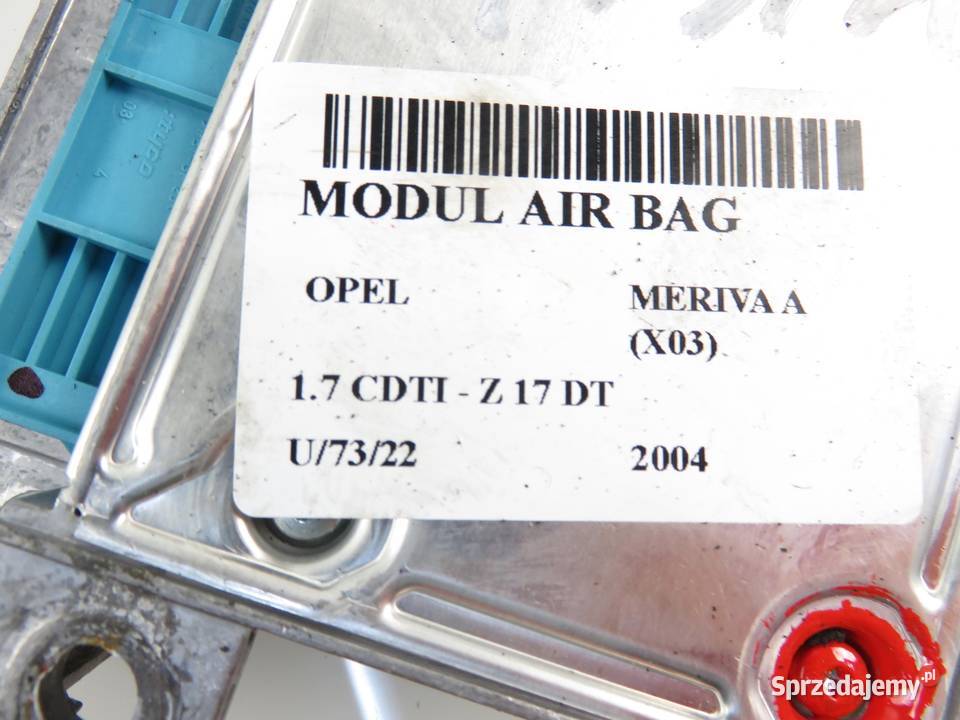 MODUL AIR BAG
OPEL MERIVA A
(X03)
1.7 CDTI - Z 17 DT
U/73/22 2004
Sprzedajemy.pl